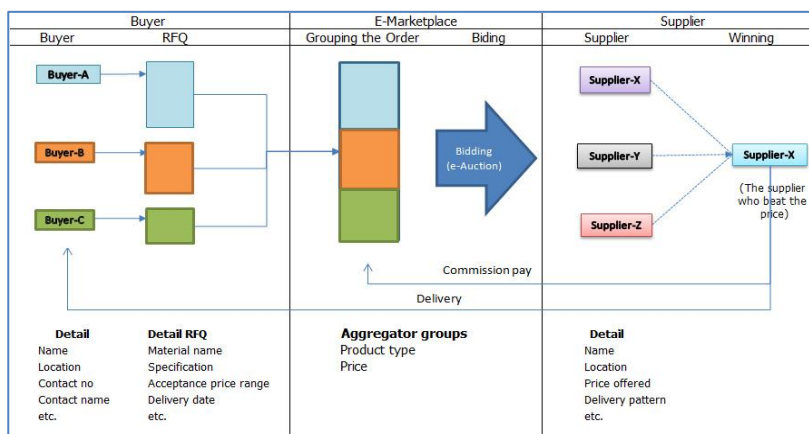 Buyer
E-Marketplace
Supplier
Buyer
RFQ
Grouping the Order
Biding
Supplier
Winning
Buyer-A
Buyer-B
Buyer-C
Bidding
(e-Auction)
Supplier-X
Supplier-Y
Supplier-Z
Supplier-X
(The supplier
who beat the
price)
Commission pay
Delivery
Detail
Name
Location
Contact no
Contact name
etc.
Detail RFQ
Material name
Specification
Acceptance price range
Delivery date
etc.
Aggregator groups
Product type
Price
Detail
Name
Location
Price offered
Delivery pattern
etc.